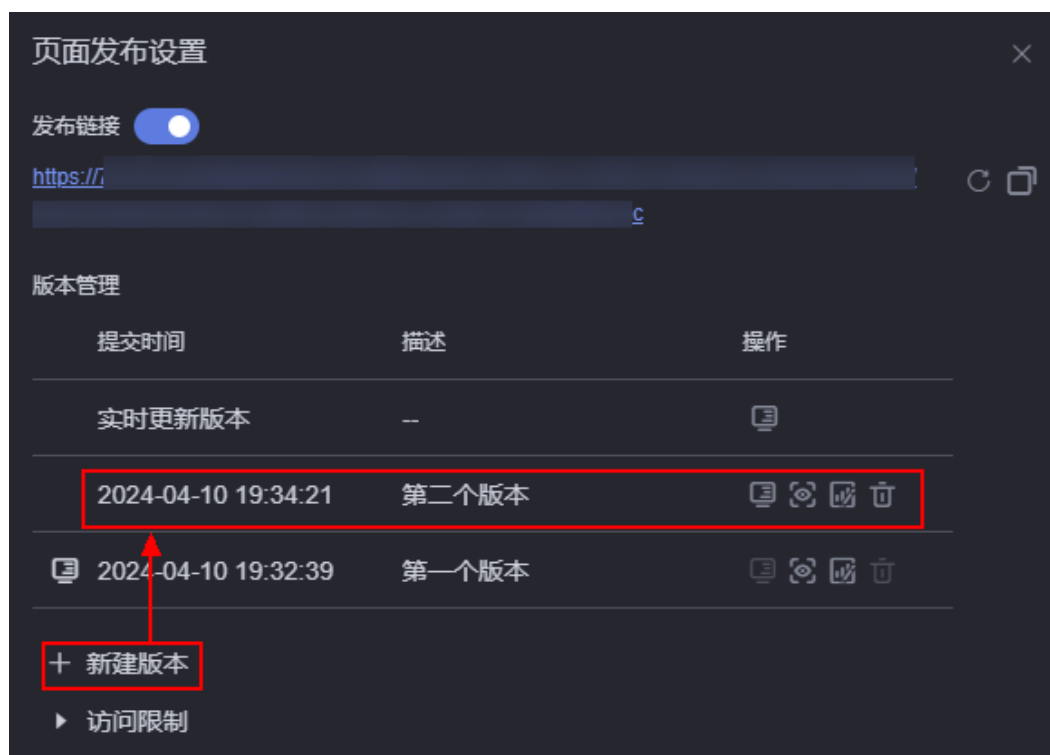 页面发布设置
发布链接
https://7
c
版本管理
提交时间 描述 操作
实时更新版本 --
2024-04-10 19:34:21 第二个版本
2024-04-10 19:32:39 第一个版本
+ 新建版本
访问限制